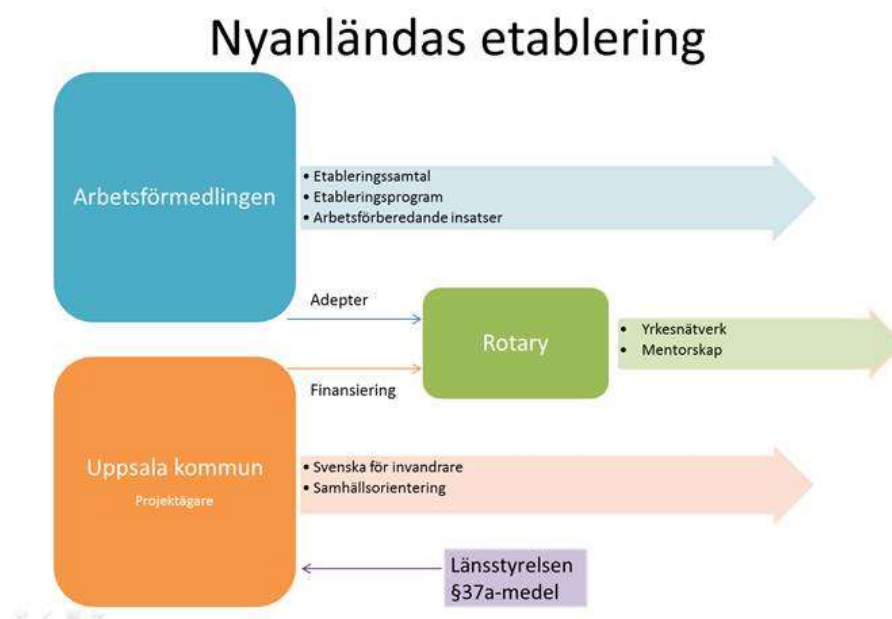 Nyanländas etablering
Arbetsförmedlingen
• Etableringssamtal
• Etableringsprogram
• Arbetsförberedande insatser
Adepter
Rotary
• Yrkesnätverk
• Mentorskap
Finansiering
Uppsala kommun
Projektägare
• Svenska för invandrare
• Samhällsorientering
Länsstyrelsen
§37a-medel